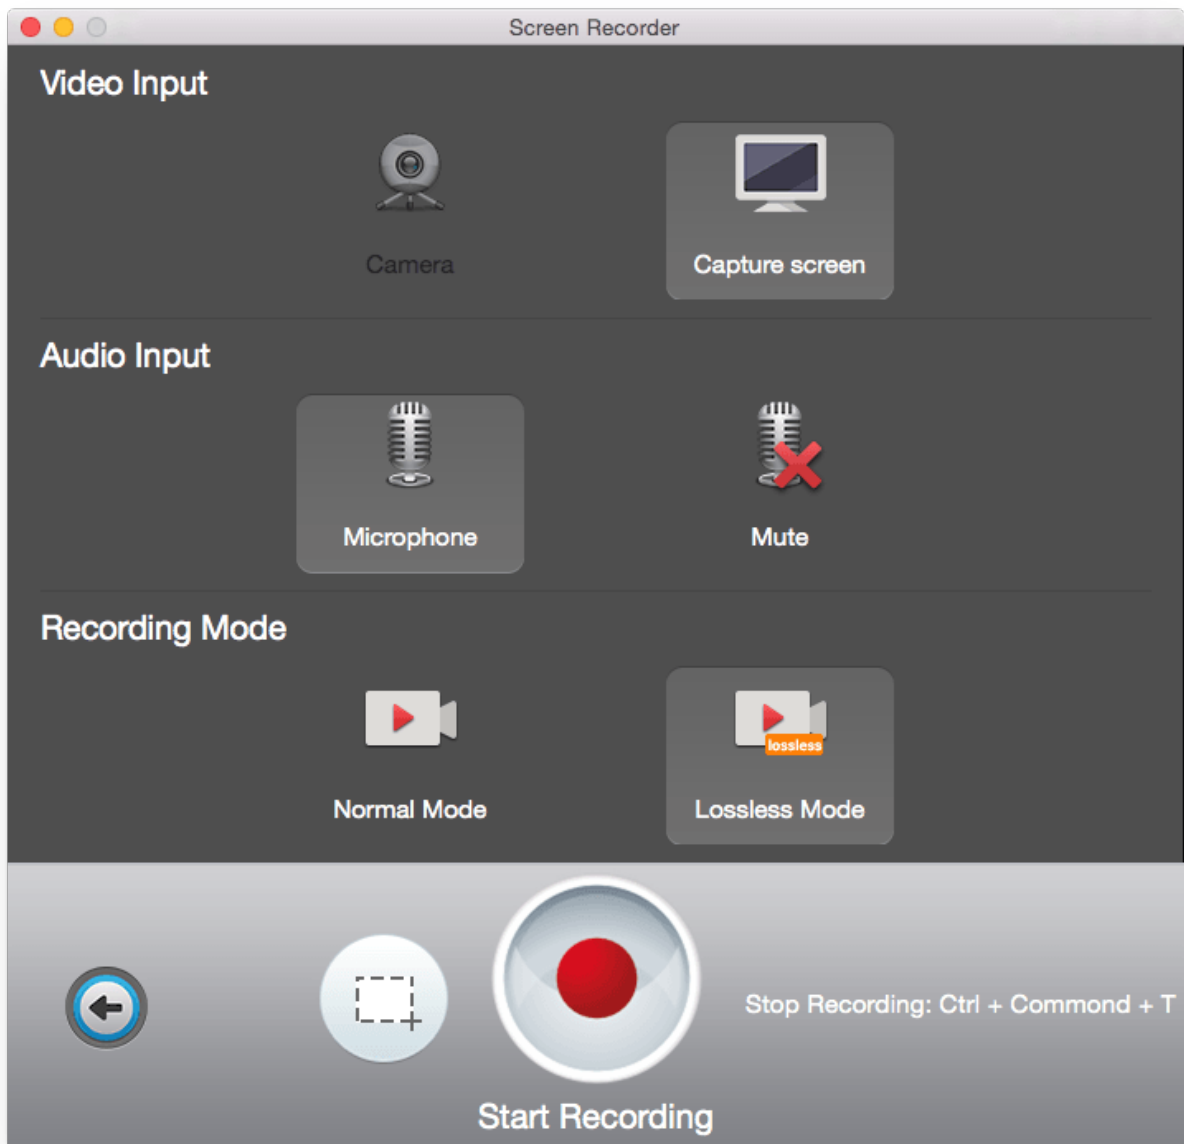 Screen Recorder
Video Input
Camera
Capture screen
Audio Input
Microphone
Mute
Recording Mode
lossless
Normal Mode
Lossless Mode
Stop Recording: Ctrl + Commond + T
Start Recording